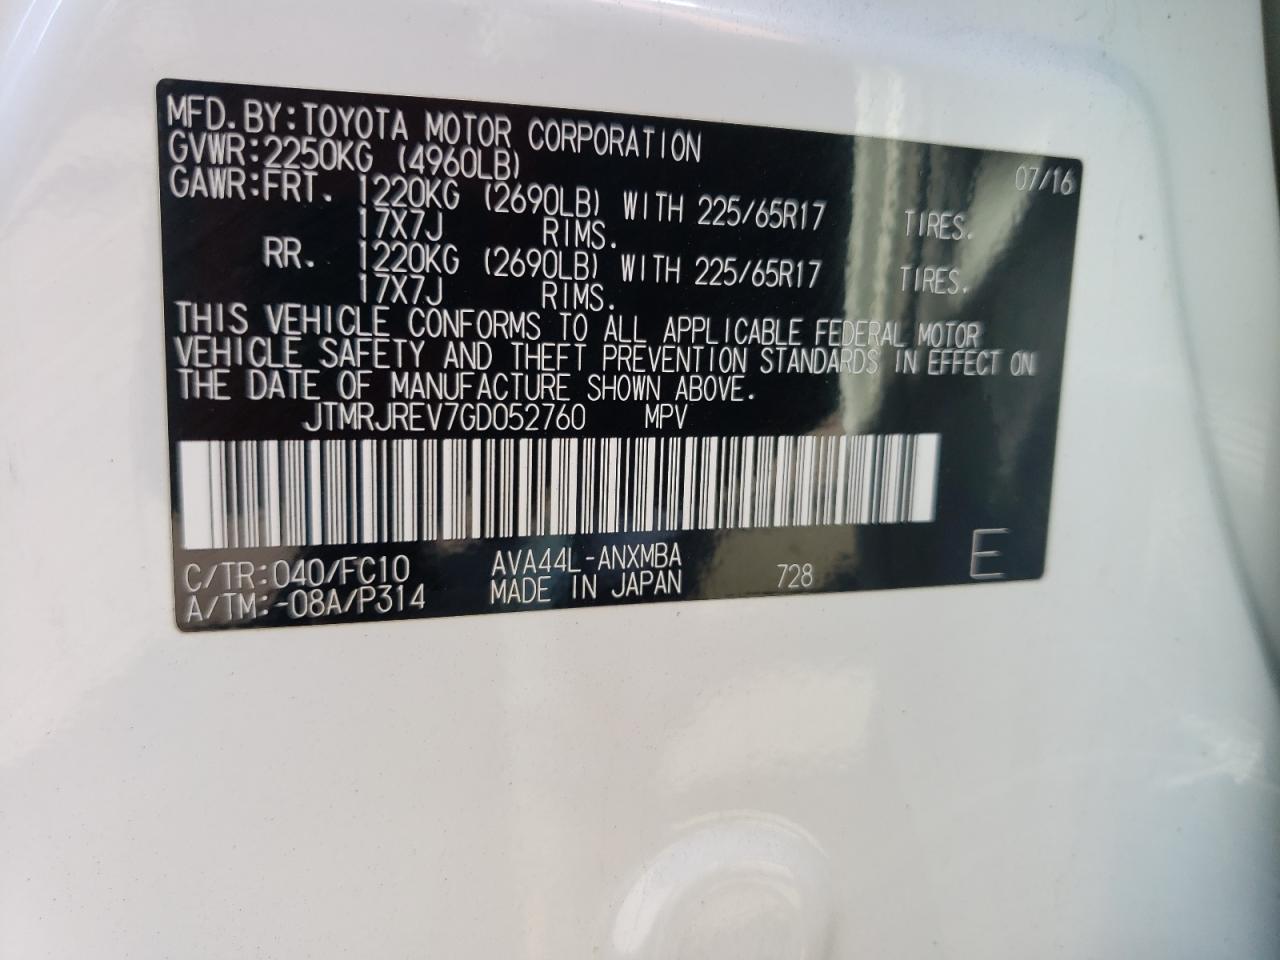 MFD.BY:TOYOTA MOTOR CORPORATION 07/16
GVWR:2250KG (4960LB)
GAWR:FRT. 1220KG (2690LB) WITH 225/65R17 TIRES.
17X7J RIMS.
RR. 1220KG (2690LB) WITH 225/65R17 TIRES.
17X7J RIMS.
THIS VEHICLE CONFORMS TO ALL APPLICABLE FEDERAL MOTOR
VEHICLE SAFETY AND THEFT PREVENTION STANDARDS IN EFFECT ON
THE DATE OF MANUFACTURE SHOWN ABOVE.
JTMRJREV7GD052760 MPV
C/TR:040/FC10 AVA44L-ANXMBA 728 E
A/TM:-08A/P314 MADE IN JAPAN